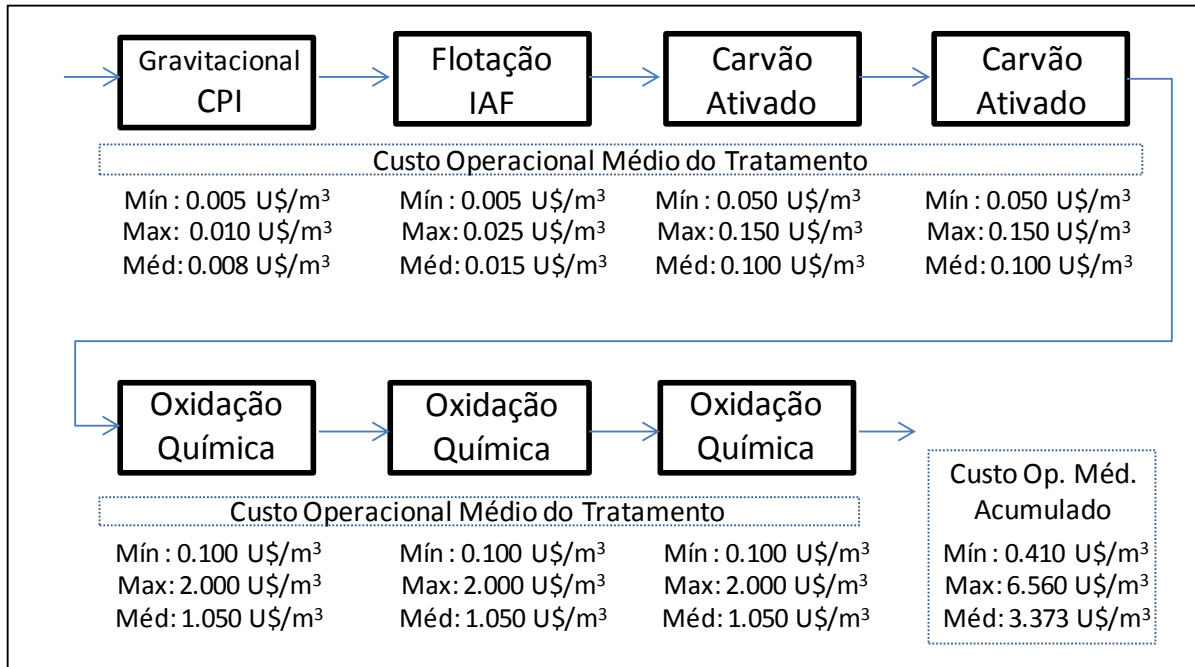 Gravitacional
CPI
Flotação
IAF
Carvão
Ativado
Carvão
Ativado
Custo Operacional Médio do Tratamento
Mín : 0.005 U$/m³
Max: 0.010 U$/m³
Méd: 0.008 U$/m³
Mín : 0.005 U$/m³
Max: 0.025 U$/m³
Méd: 0.015 U$/m³
Mín : 0.050 U$/m³
Max: 0.150 U$/m³
Méd: 0.100 U$/m³
Mín : 0.050 U$/m³
Max: 0.150 U$/m³
Méd: 0.100 U$/m³
Oxidação
Química
Oxidação
Química
Oxidação
Química
Custo Operacional Médio do Tratamento
Mín : 0.100 U$/m³
Max: 2.000 U$/m³
Méd: 1.050 U$/m³
Mín : 0.100 U$/m³
Max: 2.000 U$/m³
Méd: 1.050 U$/m³
Mín : 0.100 U$/m³
Max: 2.000 U$/m³
Méd: 1.050 U$/m³
Custo Op. Méd.
Acumulado
Mín : 0.410 U$/m³
Max: 6.560 U$/m³
Méd: 3.373 U$/m³